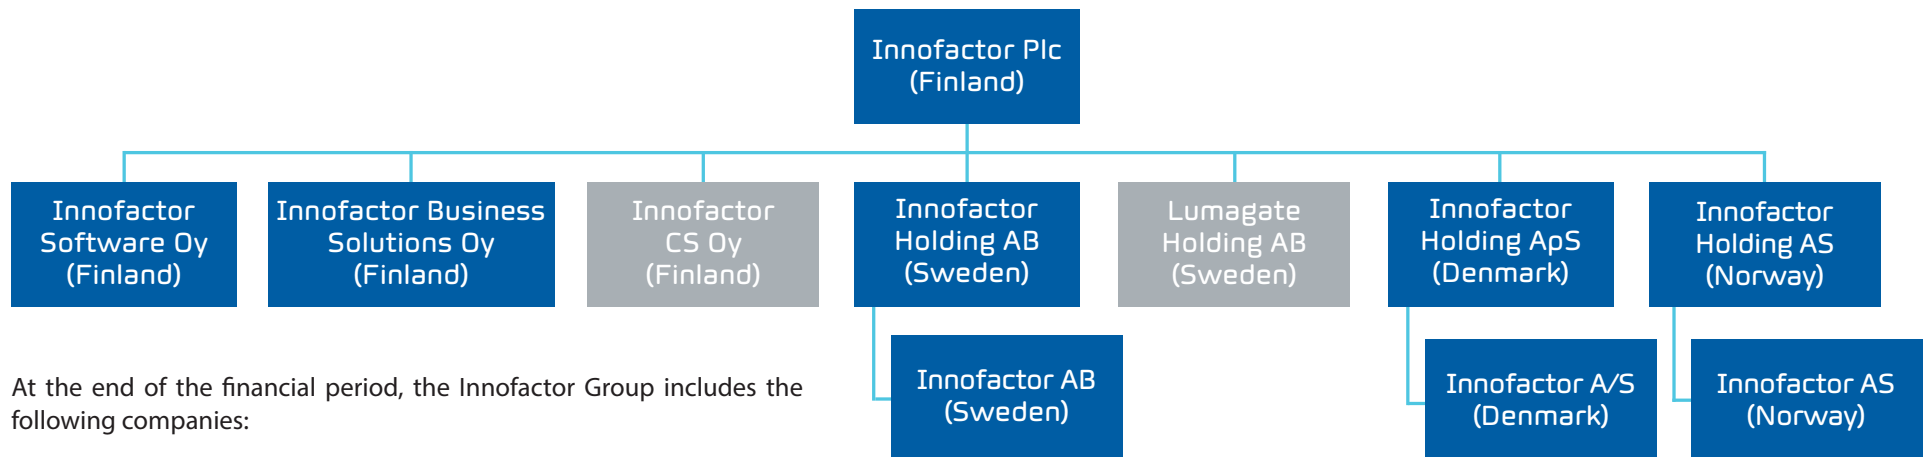 Innofactor Plc
(Finland)
Innofactor
Software Oy
(Finland)
Innofactor Business
Solutions Oy
(Finland)
Innofactor
CS Oy
(Finland)
Innofactor
Holding AB
(Sweden)
Lumagate
Holding AB
(Sweden)
Innofactor
Holding ApS
(Denmark)
Innofactor
Holding AS
(Norway)
Innofactor AB
(Sweden)
Innofactor A/S
(Denmark)
Innofactor AS
(Norway)
At the end of the financial period, the Innofactor Group includes the
following companies: